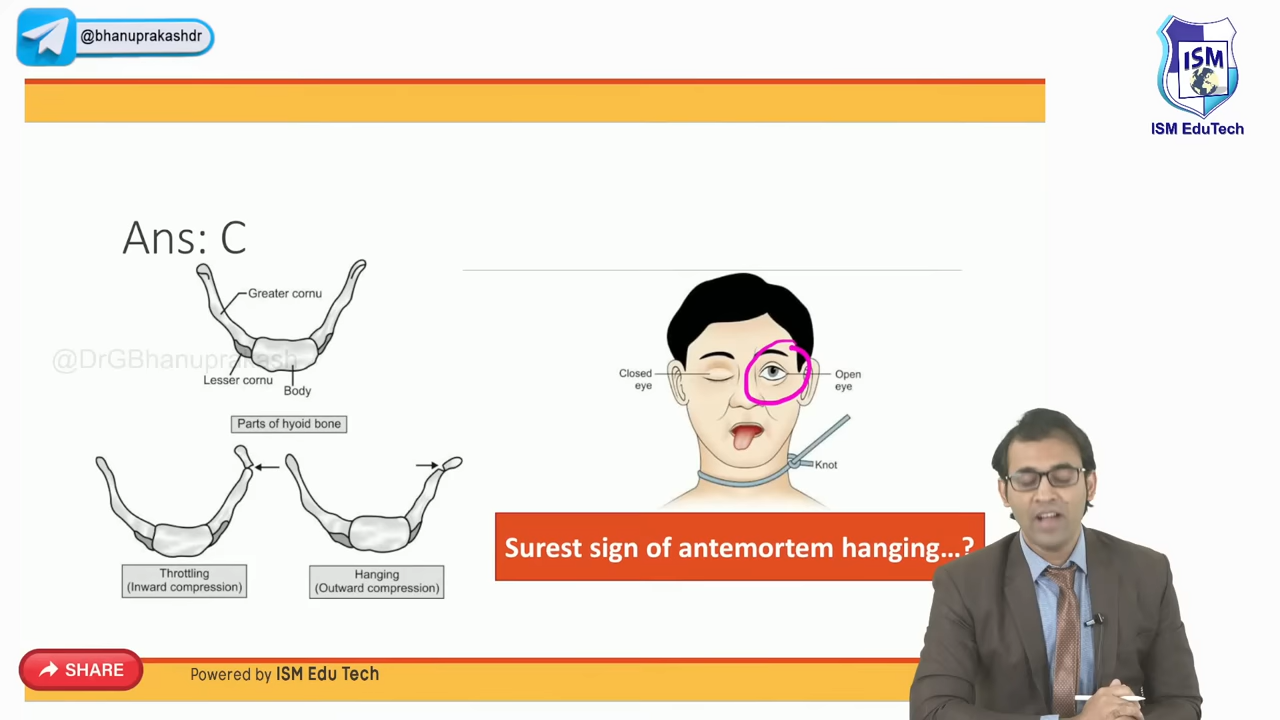 @bhanuprakashdr
ISM
ISM EduTech
Ans: C
Greater cornu
@DrGBhanuprakash
Lesser cornu
Body
Parts of hyoid bone
Throttling
(Inward compression)
Hanging
(Outward compression)
Closed
eye
Open
eye
Knot
Surest sign of antemortem hanging...?
SHARE
Powered by ISM Edu Tech